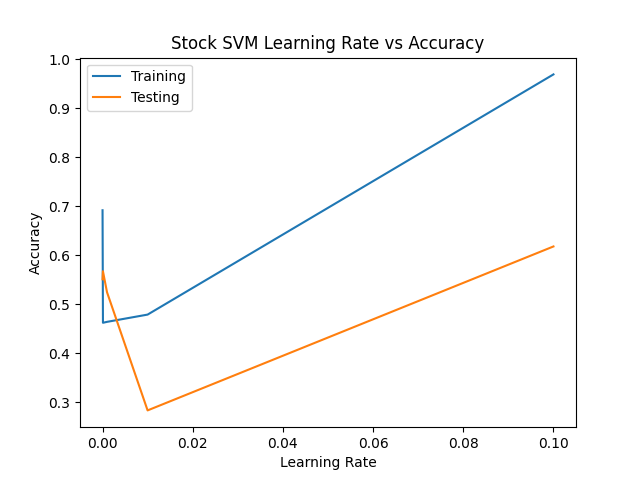 Stock SVM Learning Rate vs Accuracy
Training
Testing
1.0
0.9
0.8
0.7
0.6
0.5
0.4
0.3
Accuracy
0.00 0.02 0.04 0.06 0.08 0.10
Learning Rate